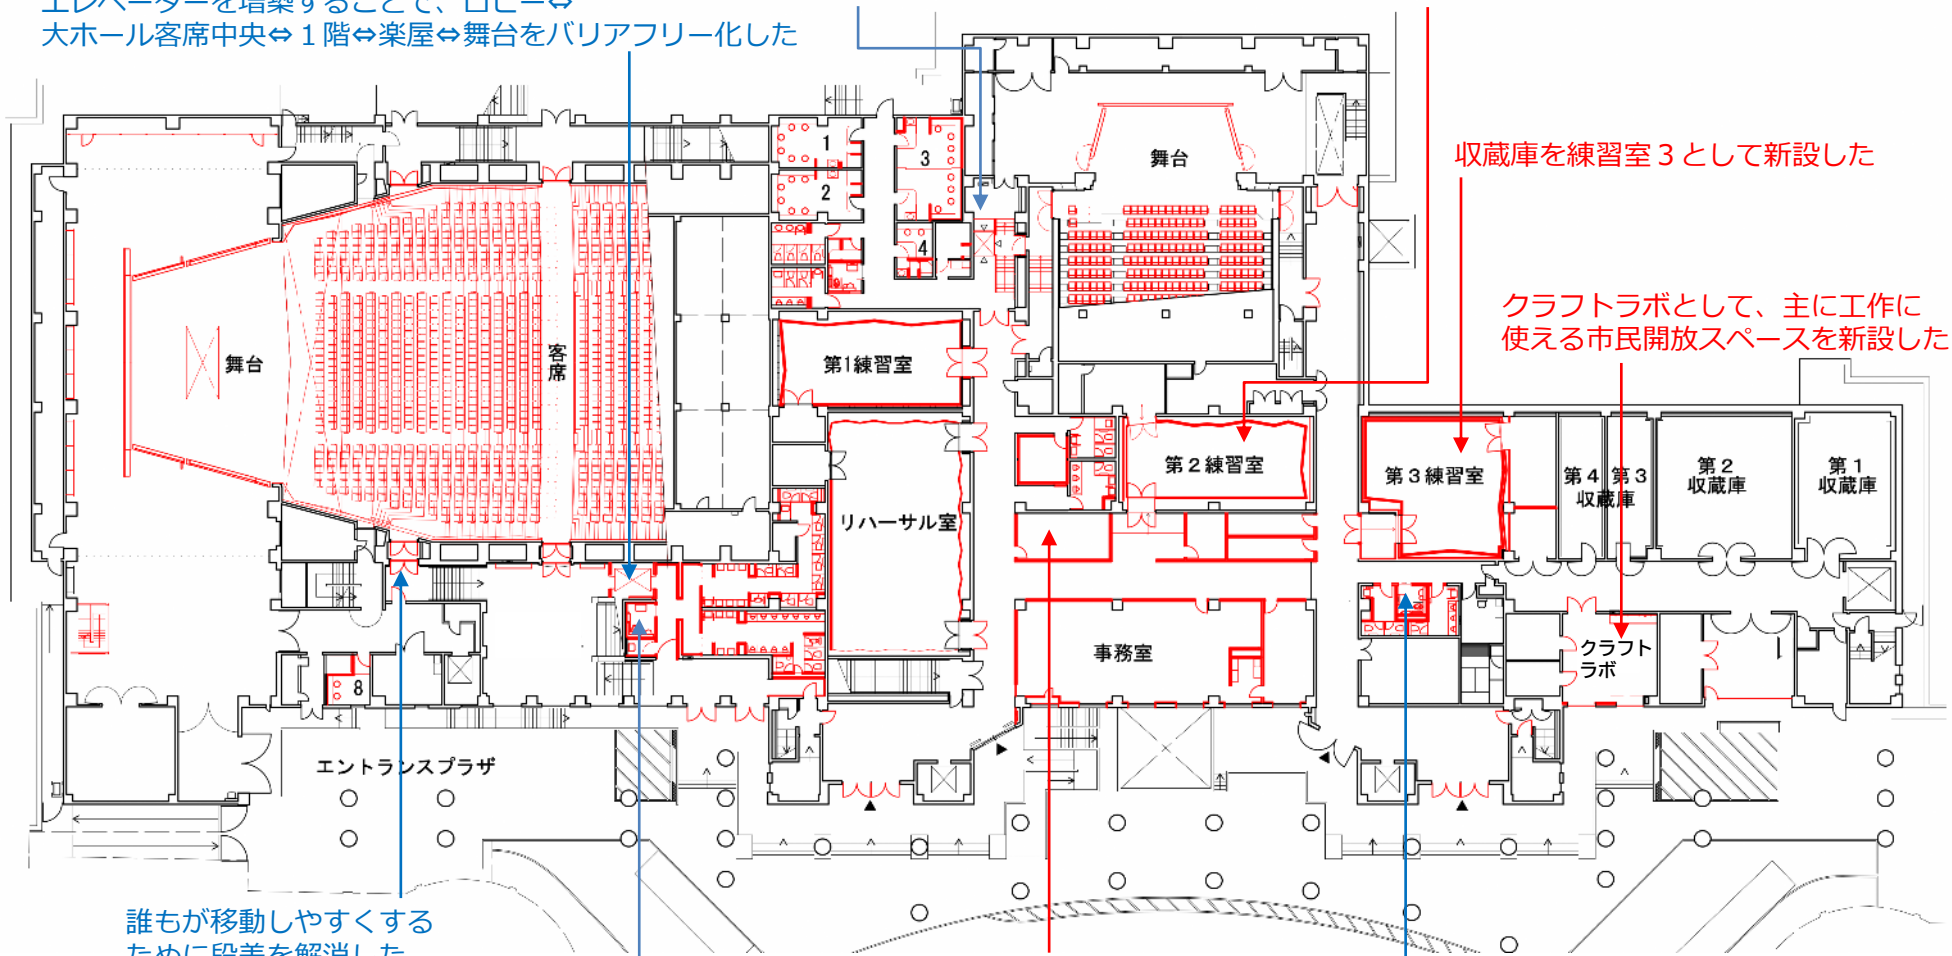 エレベーターを増築することで、ロビー⇔
大ホール客席中央⇔１階⇔楽屋⇔舞台をバリアフリー化した
収蔵庫を練習室３として新設した
クラフトラボとして、主に工作に
使える市民開放スペースを新設した
1
2
3
4
舞台
舞台
客席
第1練習室
リハーサル室
第２練習室
第３練習室
第４
第３
収蔵庫
第２
収蔵庫
第１
収蔵庫
事務室
クラフト
ラボ
8
エントランスプラザ
誰もが移動しやすくする
ために段差を解消した